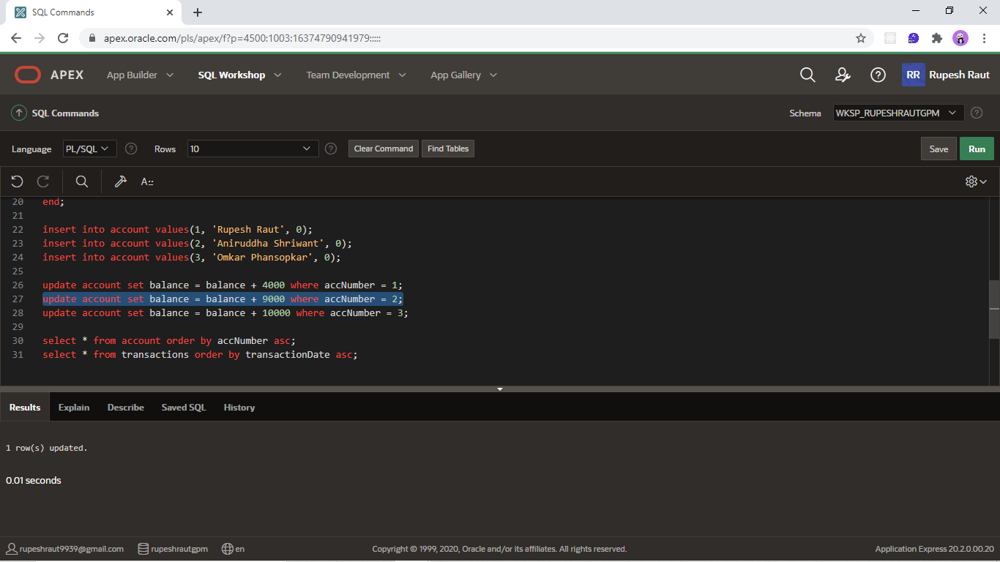 SQL Commands
apex.oracle.com/pls/apex/f?p=4500:1003:16374790941979:::::
APEX App Builder SQL Workshop Team Development App Gallery RR Rupesh Raut
SQL Commands Schema WKSP_RUPESHRAUTGPM
Language PL/SQL Rows 10 Clear Command Find Tables Save Run
A::
20 end;
21
22 insert into account values(1, 'Rupesh Raut', 0);
23 insert into account values(2, 'Aniruddha Shriwant', 0);
24 insert into account values(3, 'Omkar Phansopkar', 0);
25
26 update account set balance = balance + 4000 where accNumber = 1;
27 update account set balance = balance + 9000 where accNumber = 2;
28 update account set balance = balance + 10000 where accNumber = 3;
29
30 select * from account order by accNumber asc;
31 select * from transactions order by transactionDate asc;
Results Explain Describe Saved SQL History
1 row(s) updated.
0.01 seconds
rupeshraut9939@gmail.com rupeshrautgpm en Copyright © 1999, 2020, Oracle and/or its affiliates. All rights reserved. Application Express 20.2.0.00.20